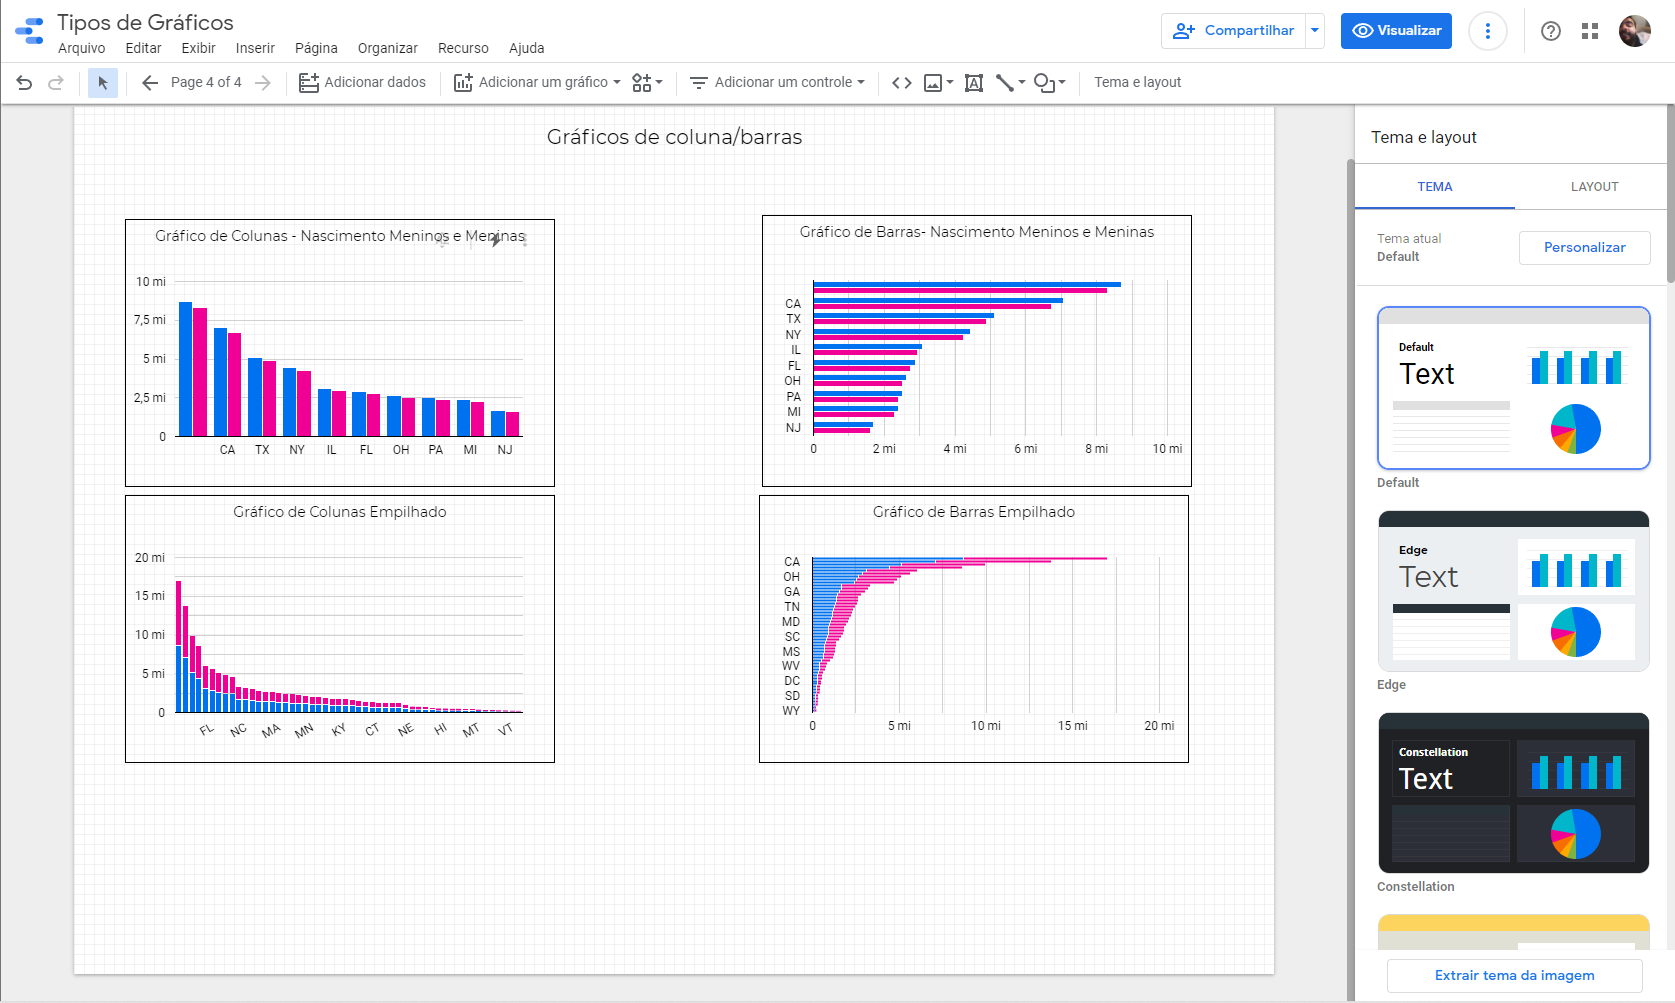 Tipos de Gráficos
Arquivo Editar Exibir Inserir Página Organizar Recurso Ajuda
Compartilhar
Visualizar
Page 4 of 4
Adicionar dados
Adicionar um gráfico
Adicionar um controle
Tema e layout
Gráficos de coluna/barras
Gráfico de Colunas - Nascimento Meninos e Meninas
10 mi
7,5 mi
5 mi
2,5 mi
0
CA TX NY IL FL OH PA MI NJ
Gráfico de Barras- Nascimento Meninos e Meninas
CA
TX
NY
IL
FL
OH
PA
MI
NJ
0 2 mi 4 mi 6 mi 8 mi 10 mi
Gráfico de Colunas Empilhado
20 mi
15 mi
10 mi
5 mi
0
FL NC MA MN KY CT NE HI MT VT
Gráfico de Barras Empilhado
CA
OH
GA
TN
MD
SC
MS
WV
DC
SD
WY
0 5 mi 10 mi 15 mi 20 mi
Tema e layout
TEMA LAYOUT
Tema atual
Default
Personalizar
Default
Text
Default
Edge
Text
Edge
Constellation
Text
Constellation
Extrair tema da imagem